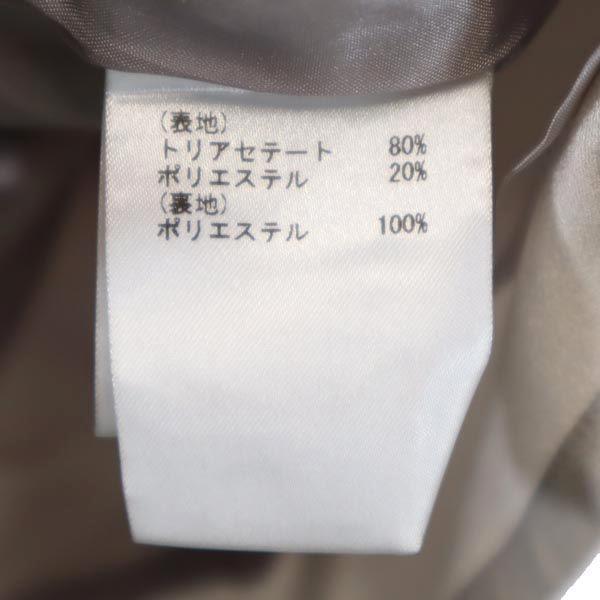 (表地)
トリアセテート 80%
ポリエステル 20%
(裏地)
ポリエステル 100%